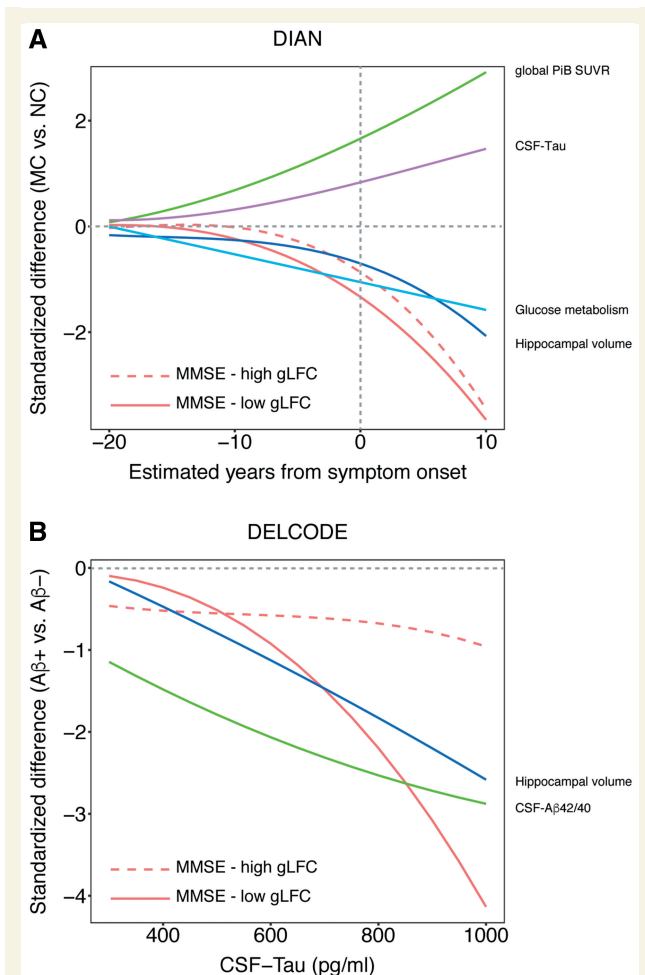 A
DIAN
Standardized difference (MC vs. NC)
2
0
−2
global PiB SUVR
CSF-Tau
Glucose metabolism
Hippocampal volume
MMSE - high gLFC
MMSE - low gLFC
−20
−10
0
10
Estimated years from symptom onset
B
DELCODE
Standardized difference (Aβ+ vs. Aβ−)
0
−1
−2
−3
−4
Hippocampal volume
CSF-Aβ42/40
MMSE - high gLFC
MMSE - low gLFC
400
600
800
1000
CSF−Tau (pg/ml)